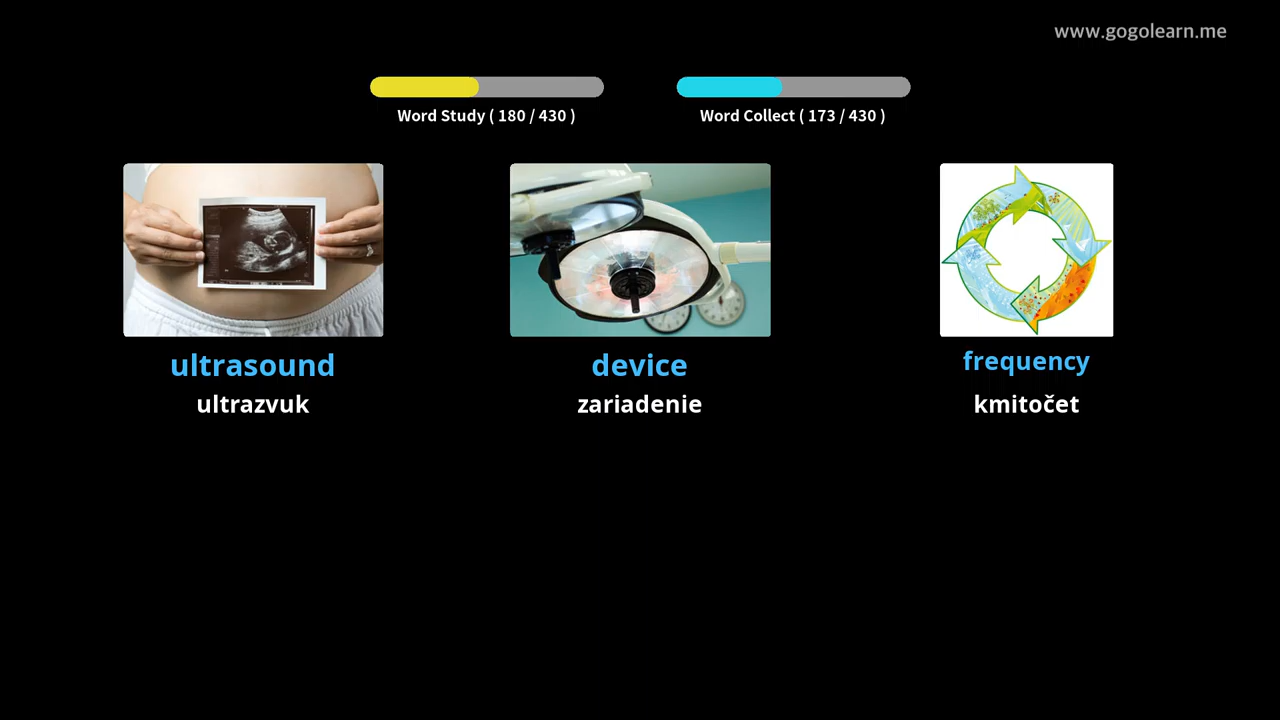 www.gogolearn.me
Word Study ( 180 / 430 )
Word Collect ( 173 / 430 )
ultrasound
device
frequency
ultrazvuk
zariadenie
kmitočet